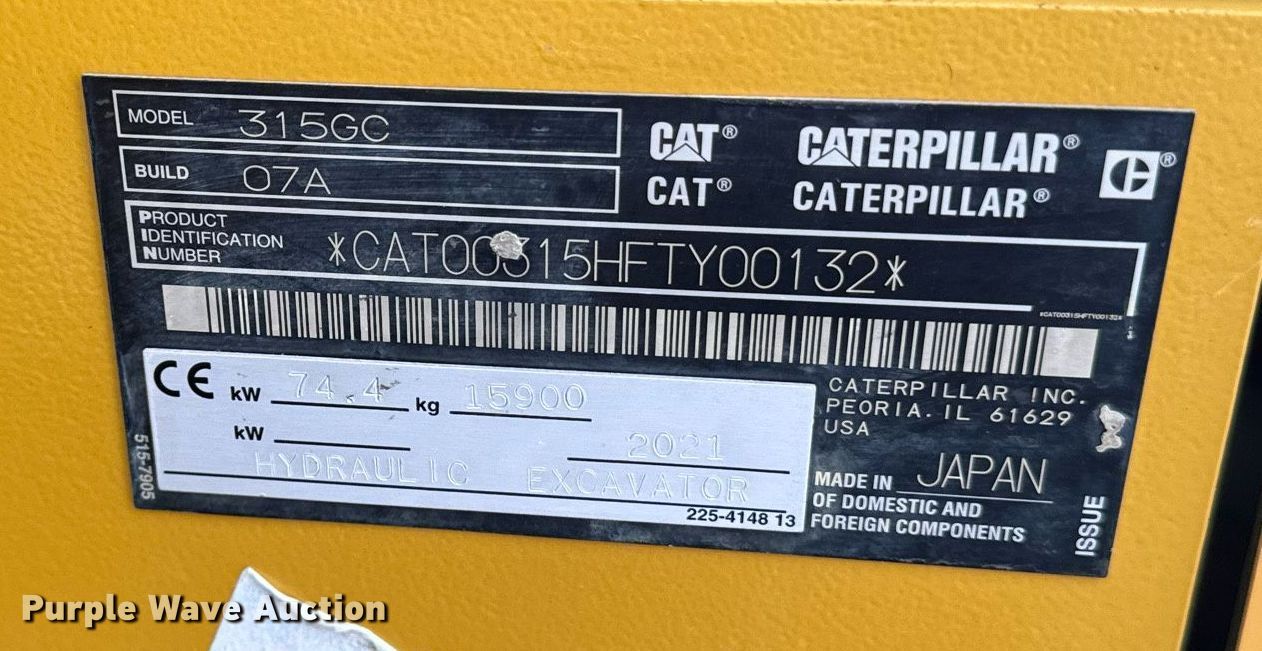 MODEL 315GC
BUILD 07A
CAT® CATERPILLAR® ®
CAT® CATERPILLAR®
PRODUCT
IDENTIFICATION
NUMBER
*CAT00315HFTY00132*
*CAT00315HFTY00132*
CE kW 74.4 kg 15900
kW 2021
HYDRAULIC EXCAVATOR
225-4148 13
515-7905
CATERPILLAR INC.
PEORIA. IL 61629
USA
MADE IN JAPAN
OF DOMESTIC AND
FOREIGN COMPONENTS
ISSUE
Purple Wave Auction